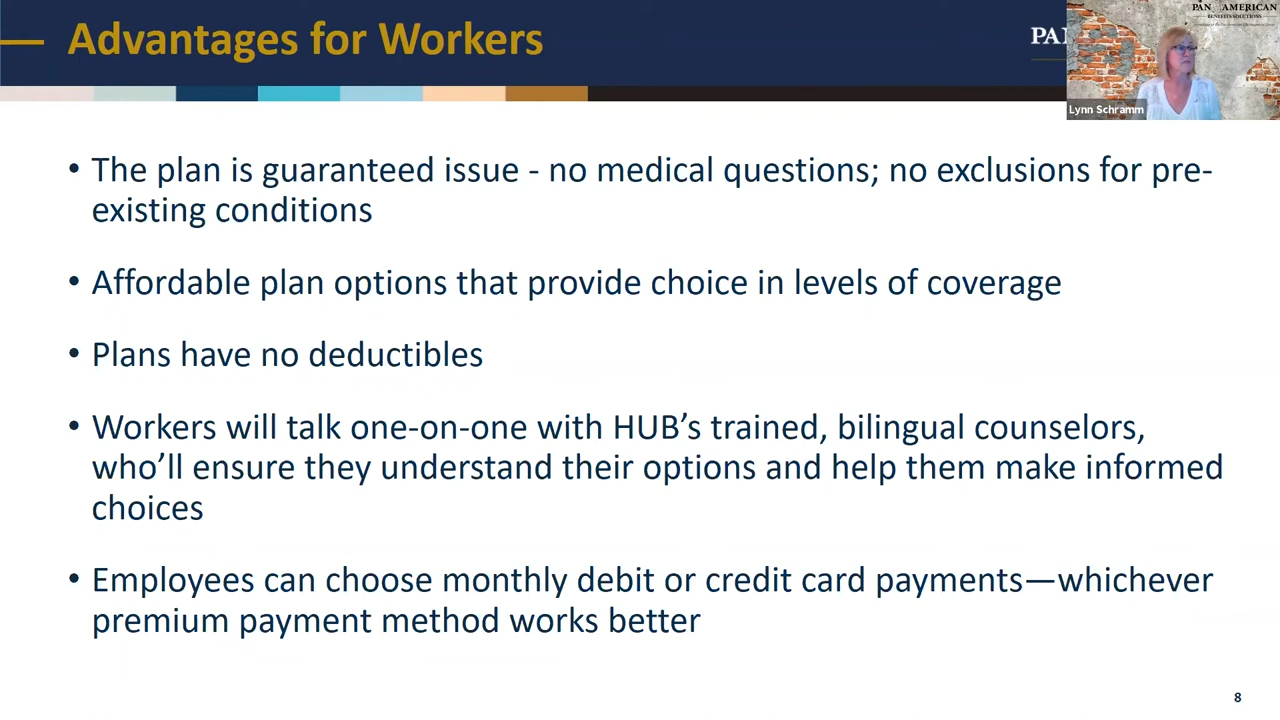 Advantages for Workers
PAN
PAN AMERICAN
BENEFITS SOLUTIONS
Lynn Schramm
• The plan is guaranteed issue - no medical questions; no exclusions for pre-
existing conditions
• Affordable plan options that provide choice in levels of coverage
• Plans have no deductibles
• Workers will talk one-on-one with HUB’s trained, bilingual counselors,
who’ll ensure they understand their options and help them make informed
choices
• Employees can choose monthly debit or credit card payments—whichever
premium payment method works better
8